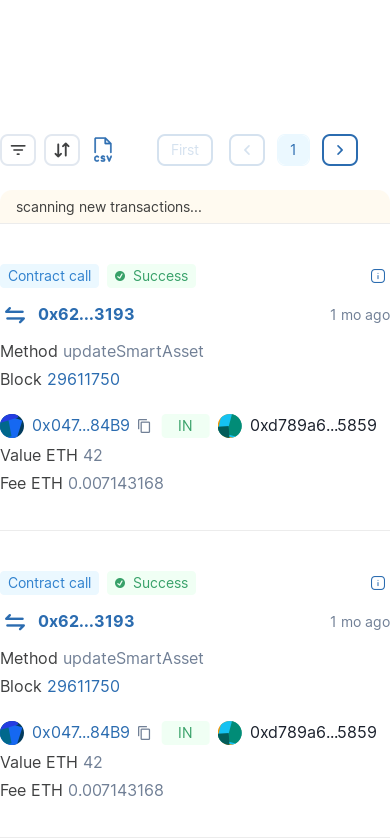 CSV First 1
scanning new transactions...
Contract call Success
0x62...3193 1 mo ago
Method updateSmartAsset
Block 29611750
0x047...84B9 IN 0xd789a6...5859
Value ETH 42
Fee ETH 0.007143168
Contract call Success
0x62...3193 1 mo ago
Method updateSmartAsset
Block 29611750
0x047...84B9 IN 0xd789a6...5859
Value ETH 42
Fee ETH 0.007143168